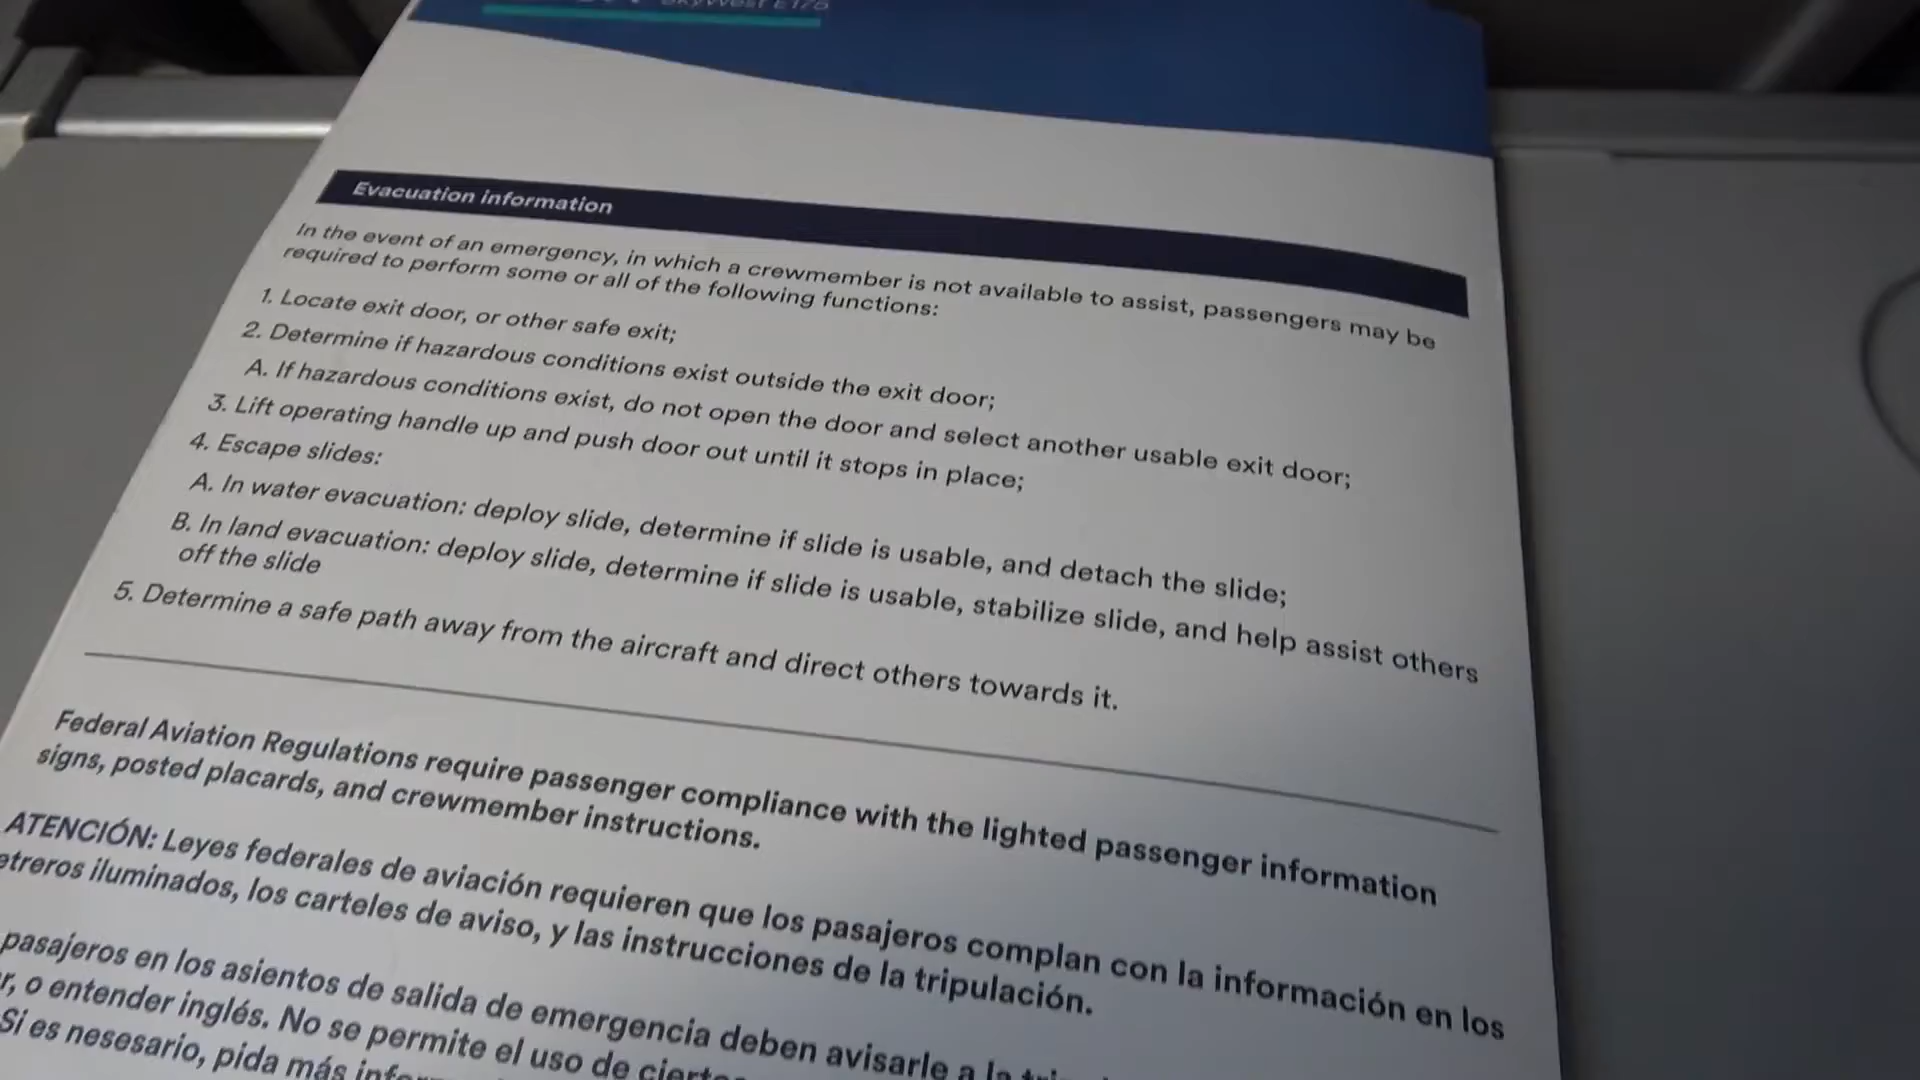 SkyWest E175
Evacuation information
In the event of an emergency, in which a crewmember is not available to assist, passengers may be
required to perform some or all of the following functions:
1. Locate exit door, or other safe exit;
2. Determine if hazardous conditions exist outside the exit door;
A. If hazardous conditions exist, do not open the door and select another usable exit door;
3. Lift operating handle up and push door out until it stops in place;
4. Escape slides:
A. In water evacuation: deploy slide, determine if slide is usable, and detach the slide;
B. In land evacuation: deploy slide, determine if slide is usable, stabilize slide, and help assist others
off the slide
5. Determine a safe path away from the aircraft and direct others towards it.
Federal Aviation Regulations require passenger compliance with the lighted passenger information
signs, posted placards, and crewmember instructions.
ATENCIÓN: Leyes federales de aviación requieren que los pasajeros complan con la información en los
etreros iluminados, los carteles de aviso, y las instrucciones de la tripulación.
pasajeros en los asientos de salida de emergencia deben avisarle a la
r, o entender inglés. No se permite el uso de
Si es nesesario, pida más